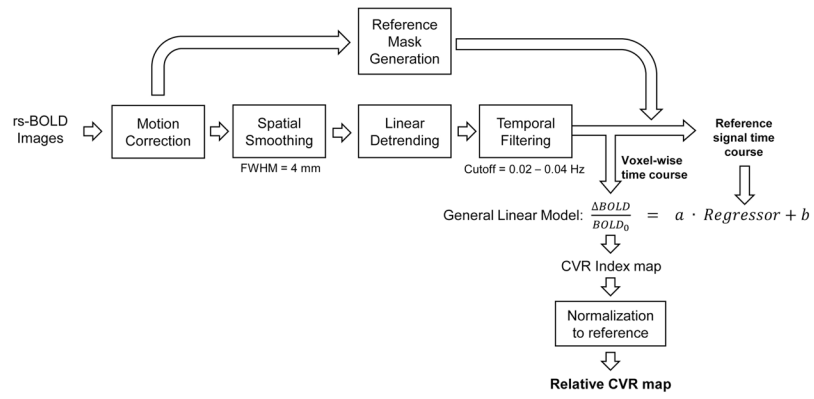 Reference
Mask
Generation
rs-BOLD
Images
Motion
Correction
Spatial
Smoothing
FWHM = 4 mm
Linear
Detrending
Temporal
Filtering
Cutoff = 0.02 – 0.04 Hz
Voxel-wise
time course
Reference
signal time
course
General Linear Model: ΔBOLD/BOLD₀ = a · Regressor + b
CVR Index map
Normalization
to reference
Relative CVR map